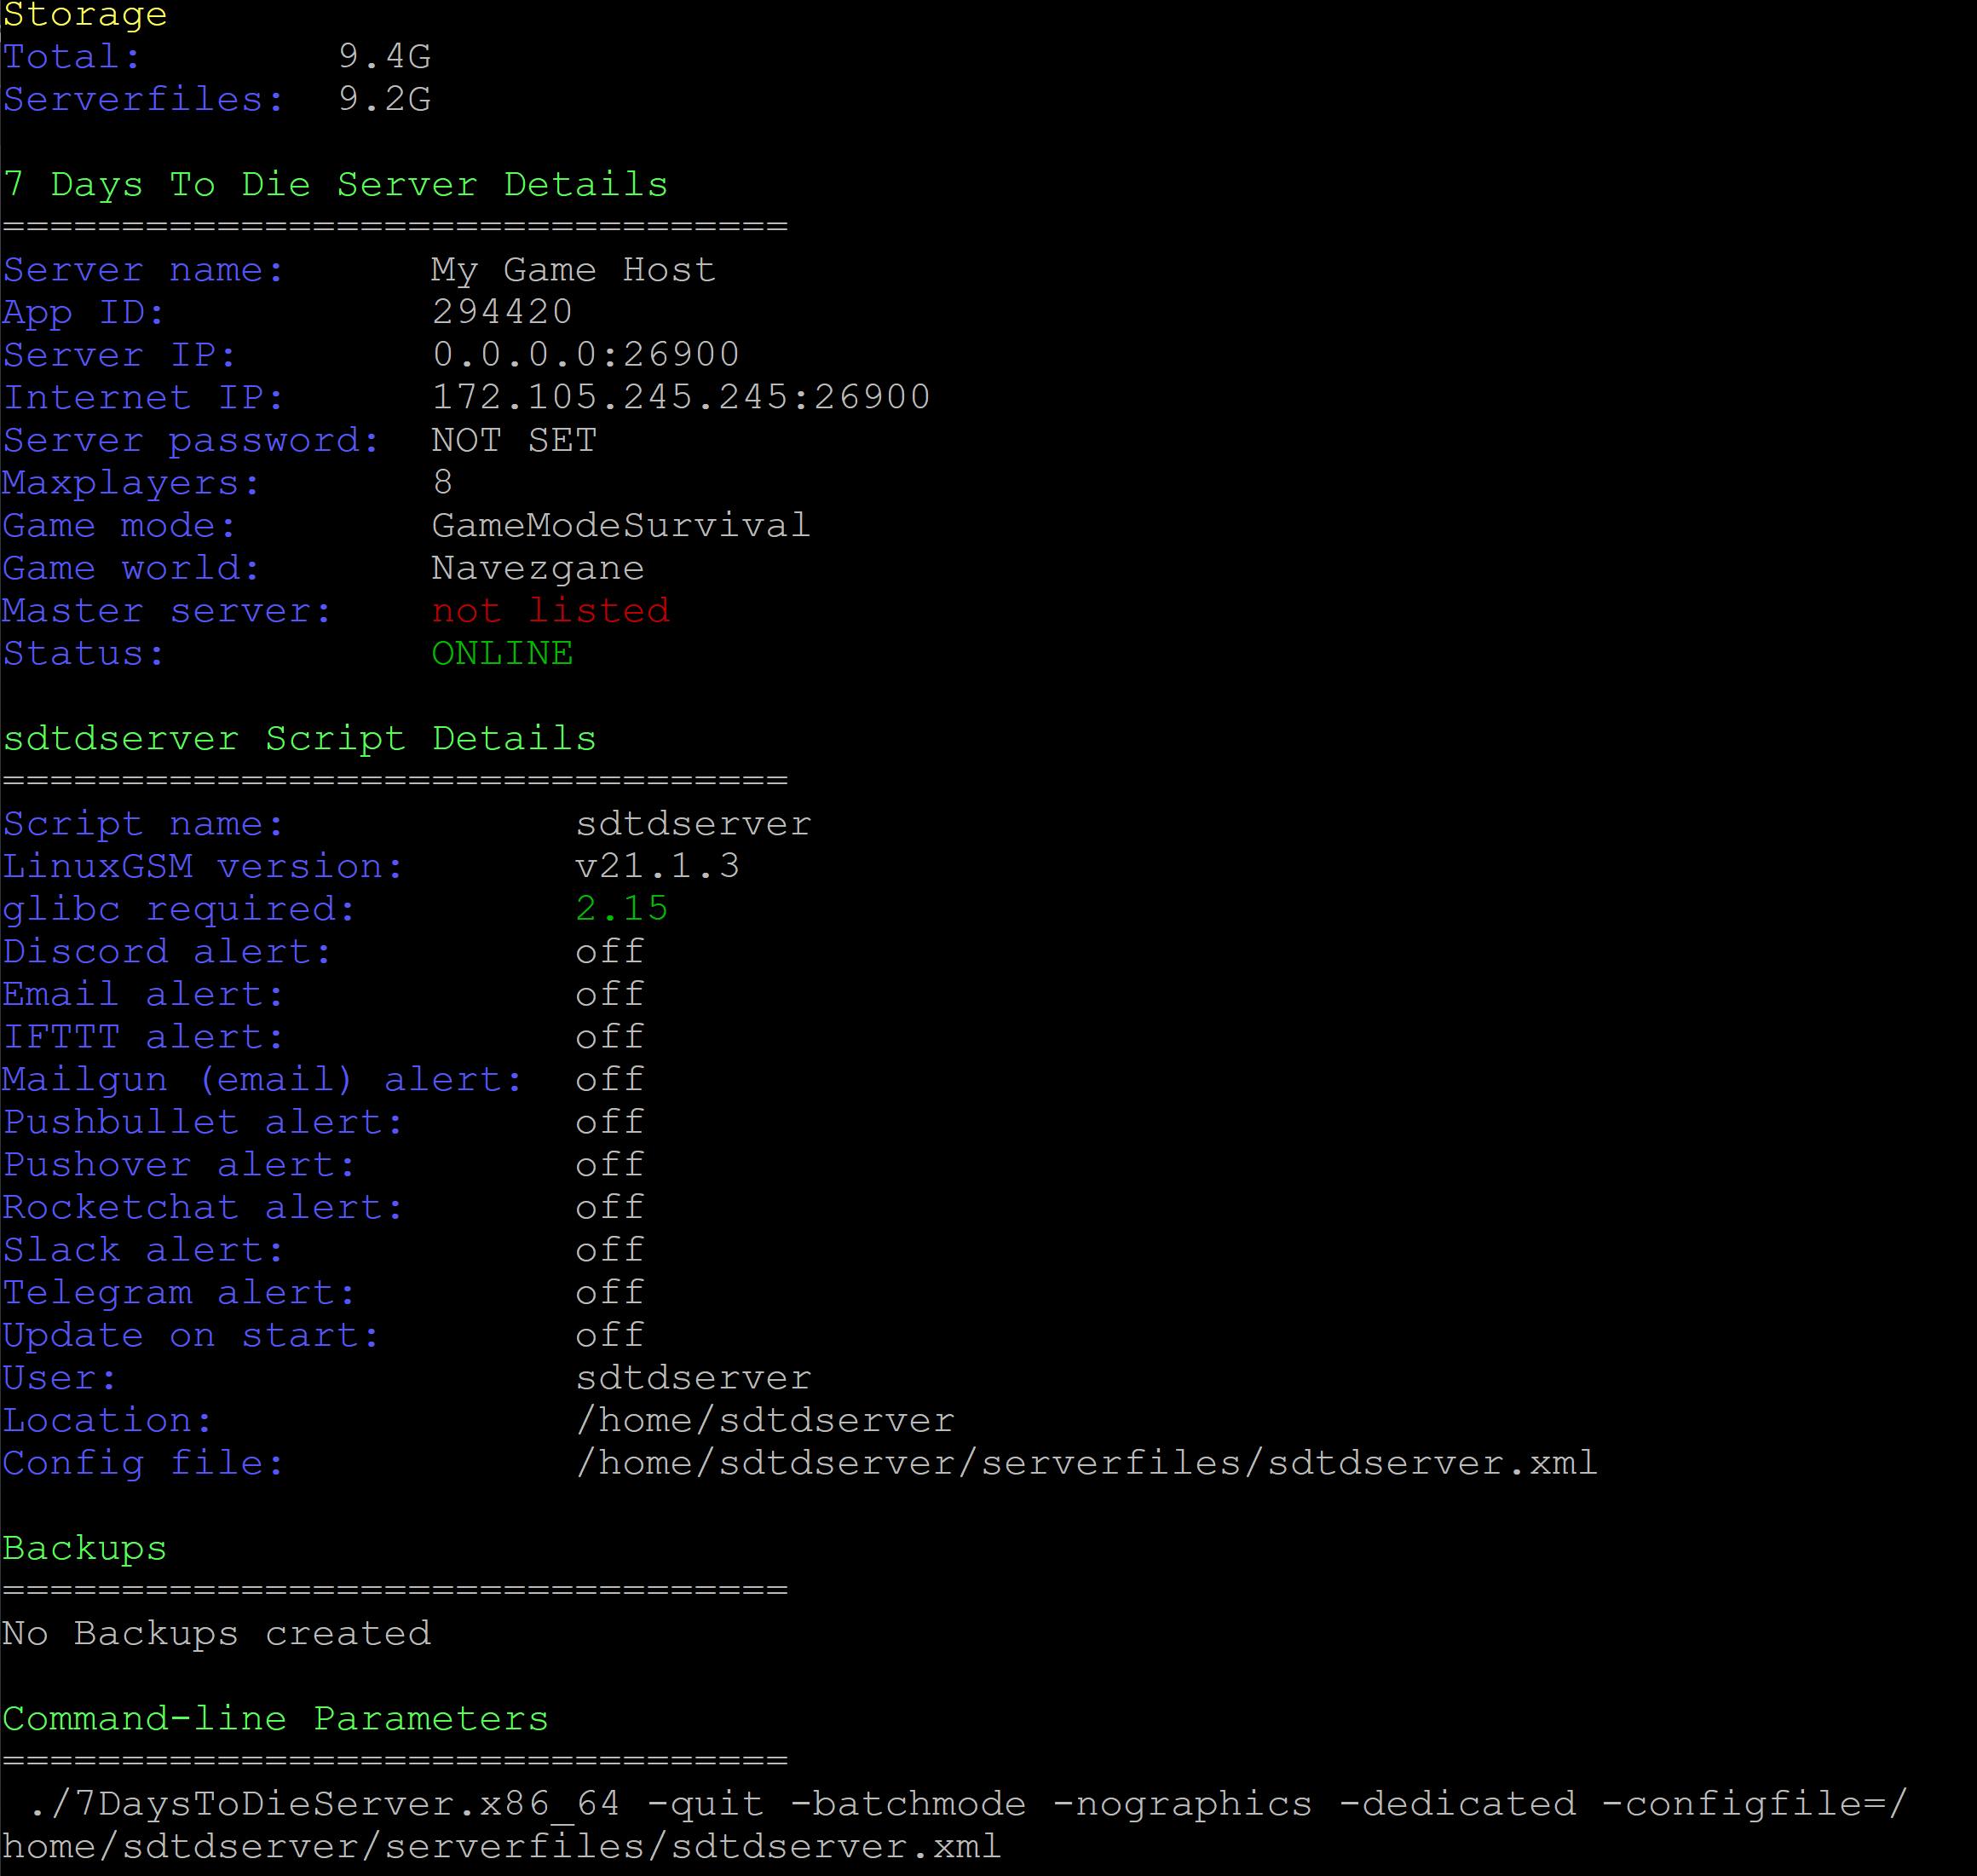 Storage
Total:        9.4G
Serverfiles:  9.2G
7 Days To Die Server Details
=================================
Server name:      My Game Host
App ID:           294420
Server IP:        0.0.0.0:26900
Internet IP:      172.105.245.245:26900
Server password:  NOT SET
Maxplayers:       8
Game mode:        GameModeSurvival
Game world:       Navezgane
Master server:    not listed
Status:           ONLINE
sdtdserver Script Details
=================================
Script name:            sdtdserver
LinuxGSM version:       v21.1.3
glibc required:         2.15
Discord alert:          off
Email alert:            off
IFTTT alert:            off
Mailgun (email) alert:  off
Pushbullet alert:       off
Pushover alert:         off
Rocketchat alert:       off
Slack alert:            off
Telegram alert:         off
Update on start:        off
User:                   sdtdserver
Location:               /home/sdtdserver
Config file:            /home/sdtdserver/serverfiles/sdtdserver.xml
Backups
=================================
No Backups created
Command-line Parameters
=================================
 ./7DaysToDieServer.x86_64 -quit -batchmode -nographics -dedicated -configfile=/
home/sdtdserver/serverfiles/sdtdserver.xml